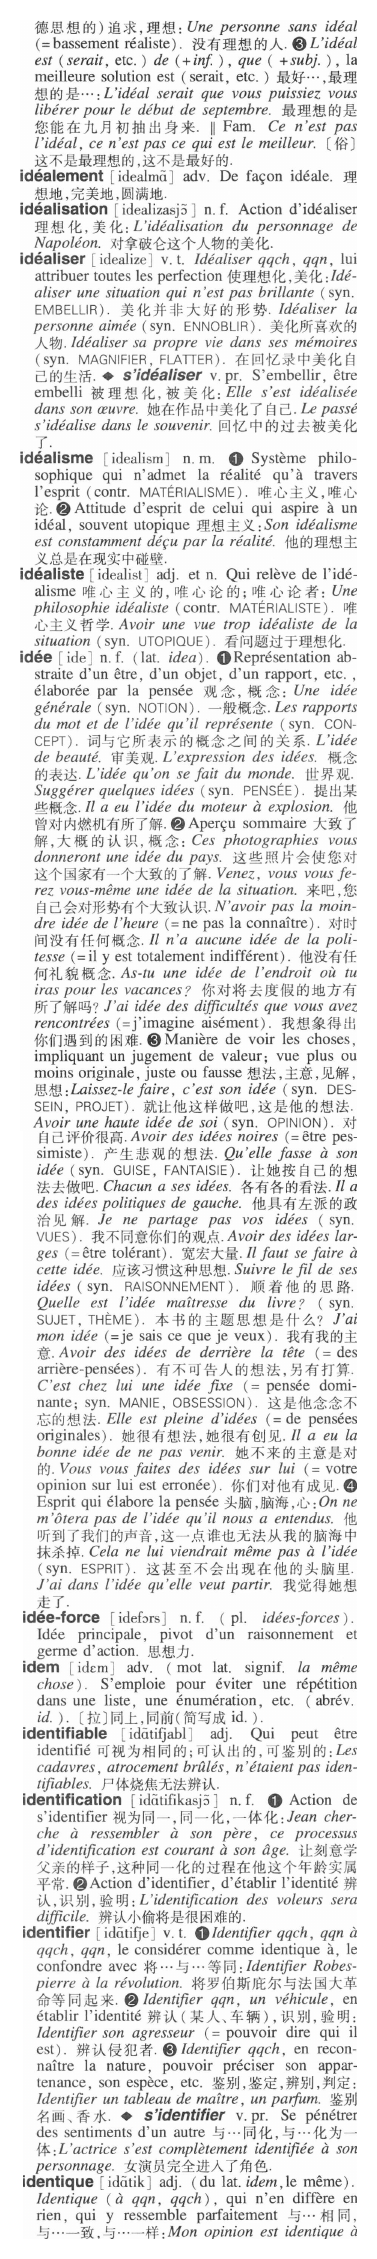 德思想的)追求,理想: Une personne sans idéal
(=bassement réaliste). 没有理想的人. ❸ L'idéal
est (serait, etc.) de (+inf.), que (+subj.), la
meilleure solution est (serait, etc.) 最好…,最理
想的是…: L'idéal serait que vous puissiez vous
libérer pour le début de septembre. 最理想的是
您能在九月初抽出身来. ‖ Fam. Ce n'est pas
l'idéal, ce n'est pas ce qui est le meilleur. 〔俗〕
这不是最理想的,这不是最好的.
idéalement [idealmɑ̃] adv. De façon idéale. 理
想地,完美地,圆满地.
idéalisation [idealizasjɔ̃] n.f. Action d'idéaliser
理想化,美化: L'idéalisation du personnage de
Napoléon. 对拿破仑这个人物的美化.
idéaliser [idealize] v.t. Idéaliser qqch, qqn, lui
attribuer toutes les perfection 使理想化,美化: Idé-
aliser une situation qui n'est pas brillante (syn.
EMBELLIR). 美化并非大好的形势. Idéaliser la
personne aimée (syn. ENNOBLIR). 美化所喜欢的
人物. Idéaliser sa propre vie dans ses mémoires
(syn. MAGNIFIER, FLATTER). 在回忆录中美化自
己的生活. ◆ s'idéaliser v.pr. S'embellir, être
embelli 被理想化,被美化: Elle s'est idéalisée
dans son œuvre. 她在作品中美化了自己. Le passé
s'idéalise dans le souvenir. 回忆中的过去被美化
了.
idéalisme [idealism] n.m. ❶ Système philo-
sophique qui n'admet la réalité qu'à travers
l'esprit (contr. MATÉRIALISME). 唯心主义,唯心
论. ❷ Attitude d'esprit de celui qui aspire à un
idéal, souvent utopique 理想主义: Son idéalisme
est constamment déçu par la réalité. 他的理想主
义总是在现实中碰壁.
idéaliste [idealist] adj. et n. Qui relève de l'idé-
alisme 唯心主义的,唯心论的;唯心论者: Une
philosophie idéaliste (contr. MATÉRIALISTE). 唯
心主义哲学. Avoir une vue trop idéaliste de la
situation (syn. UTOPIQUE). 看问题过于理想化.
idée [ide] n.f. (lat. idea). ❶ Représentation ab-
straite d'un être, d'un objet, d'un rapport, etc.,
élaborée par la pensée 观念,概念: Une idée
générale (syn. NOTION). 一般概念. Les rapports
du mot et de l'idée qu'il représente (syn. CON-
CEPT). 词与它所表示的概念之间的关系. L'idée
de beauté. 审美观. L'expression des idées. 概念
的表达. L'idée qu'on se fait du monde. 世界观.
Suggérer quelques idées (syn. PENSÉE). 提出某
些概念. Il a eu l'idée du moteur à explosion. 他
曾对内燃机有所了解. ❷ Aperçu sommaire 大致了
解,大概的认识,概念: Ces photographies vous
donneront une idée du pays. 这些照片会使您对
这个国家有一个大致的了解. Venez, vous vous fe-
rez vous-même une idée de la situation. 来吧,您
自己会对形势有个大致认识. N'avoir pas la moin-
dre idée de l'heure (=ne pas la connaître). 对时
间没有任何概念. Il n'a aucune idée de la poli-
tesse (=il y est totalement indifférent). 他没有任
何礼貌概念. As-tu une idée de l'endroit où tu
iras pour les vacances? 你对将去度假的地方有
所了解吗? J'ai idée des difficultés que vous avez
rencontrées (=j'imagine aisément). 我想象得出
你们遇到的困难. ❸ Manière de voir les choses,
impliquant un jugement de valeur; vue plus ou
moins originale, juste ou fausse 想法,主意,见解,
思想: Laissez-le faire, c'est son idée (syn. DES-
SEIN, PROJET). 就让他这样做吧,这是他的想法.
Avoir une haute idée de soi (syn. OPINION). 对
自己评价很高. Avoir des idées noires (=être pes-
simiste). 产生悲观的想法. Qu'elle fasse à son
idée (syn. GUISE, FANTAISIE). 让她按自己的想
法去做吧. Chacun a ses idées. 各有各的看法. Il a
des idées politiques de gauche. 他具有左派的政
治见解. Je ne partage pas vos idées (syn.
VUES). 我不同意你们的观点. Avoir des idées lar-
ges (=être tolérant). 宽宏大量. Il faut se faire à
cette idée. 应该习惯这种思想. Suivre le fil de ses
idées (syn. RAISONNEMENT). 顺着他的思路.
Quelle est l'idée maîtresse du livre? (syn.
SUJET, THÈME). 本书的主题思想是什么? J'ai
mon idée (=je sais ce que je veux). 我有我的主
意. Avoir des idées de derrière la tête (= des
arrière-pensées). 有不可告人的想法,另有打算.
C'est chez lui une idée fixe (= pensée domi-
nante; syn. MANIE, OBSESSION). 这是他念念不
忘的想法. Elle est pleine d'idées (=de pensées
originales). 她很有想法,她很有创见. Il a eu la
bonne idée de ne pas venir. 她不来的主意是对
的. Vous vous faites des idées sur lui (= votre
opinion sur lui est erronée). 你们对他有成见. ❹
Esprit qui élabore la pensée 头脑,脑海,心: On ne
m'ôtera pas de l'idée qu'il nous a entendus. 他
听到了我们的声音,这一点谁也无法从我的脑海中
抹杀掉. Cela ne lui viendrait même pas à l'idée
(syn. ESPRIT). 这甚至不会出现在他的头脑里.
J'ai dans l'idée qu'elle veut partir. 我觉得她想
走了.
idée-force [idefɔrs] n.f. (pl. idées-forces).
Idée principale, pivot d'un raisonnement et
germe d'action. 思想力.
idem [idɛm] adv. (mot lat. signif. la même
chose). S'emploie pour éviter une répétition
dans une liste, une énumération, etc. (abrév.
id.). [拉]同上,同前(简写成 id.).
identifiable [idɑ̃tifjabl] adj. Qui peut être
identifié 可视为相同的;可认出的,可鉴别的: Les
cadavres, atrocement brûlés, n'étaient pas iden-
tifiables. 尸体烧焦无法辨认.
identification [idɑ̃tifikasjɔ̃] n.f. ❶ Action de
s'identifier 视为同一,同一化,一体化: Jean cher-
che à ressembler à son père, ce processus
d'identification est courant à son âge. 让刻意学
父亲的样子,这种同一化的过程在他这个年龄实属
平常. ❷ Action d'identifier, d'établir l'identité 辨
认,识别,验明: L'identification des voleurs sera
difficile. 辨认小偷将是很困难的.
identifier [idɑ̃tifje] v.t. ❶ Identifier qqch, qqn à
qqch, qqn, le considérer comme identique à, le
confondre avec 将…与…等同: Identifier Robes-
pierre à la révolution. 将罗伯斯庇尔与法国大革
命等同起来. ❷ Identifier qqn, un véhicule, en
établir l'identité 辨认(某人、车辆),识别,验明:
Identifier son agresseur (= pouvoir dire qui il
est). 辨认侵犯者. ❸ Identifier qqch, en recon-
naître la nature, pouvoir préciser son appar-
tenance, son espèce, etc. 鉴别,鉴定,辨别,判定:
Identifier un tableau de maître, un parfum. 鉴别
名画、香水. ◆ s'identifier v.pr. Se pénétrer
des sentiments d'un autre 与…同化,与…化为一
体: L'actrice s'est complètement identifiée à son
personnage. 女演员完全进入了角色.
identique [idɑ̃tik] adj. (du lat. idem, le même).
Identique (à qqn, qqch), qui n'en diffère en
rien, qui y ressemble parfaitement 与…相同,
与…一致,与…一样: Mon opinion est identique à